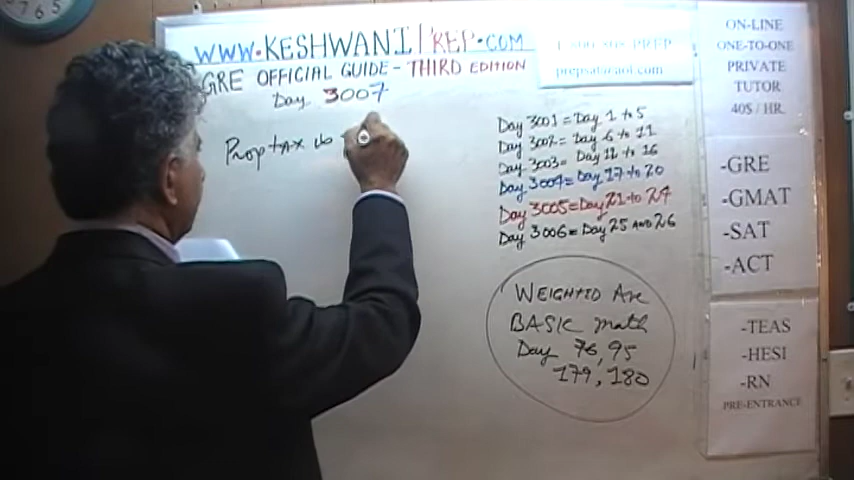 WWW.KESHWANI PREP.COM
GRE OFFICIAL GUIDE - THIRD EDITION
Day 3007
Prop tax
prepsat@aol.com
Day 3001 = Day 1 to 5
Day 3002 = Day 6 to 11
Day 3003 = Day 12 to 16
Day 3004 = Day 17 to 20
Day 3005 = Day 21 to 24
Day 3006 = Day 25 AND 26
WEIGHTED Ave
BASIC math
Day 76, 95
179, 180
ON-LINE
ONE-TO-ONE
PRIVATE
TUTOR
40$ / HR.
-GRE
-GMAT
-SAT
-ACT
-TEAS
-HESI
-RN
PRE-ENTRANCE
7 6 5